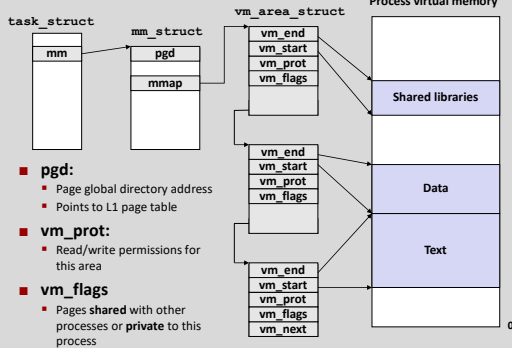 Process virtual memory
task_struct
mm
mm_struct
pgd
mmap
vm_area_struct
vm_end
vm_start
vm_prot
vm_flags
vm_end
vm_start
vm_prot
vm_flags
vm_end
vm_start
vm_prot
vm_flags
vm_next
Shared libraries
Data
Text
0
■ pgd:
▪ Page global directory address
▪ Points to L1 page table
■ vm_prot:
▪ Read/write permissions for
this area
■ vm_flags
▪ Pages shared with other
processes or private to this
process